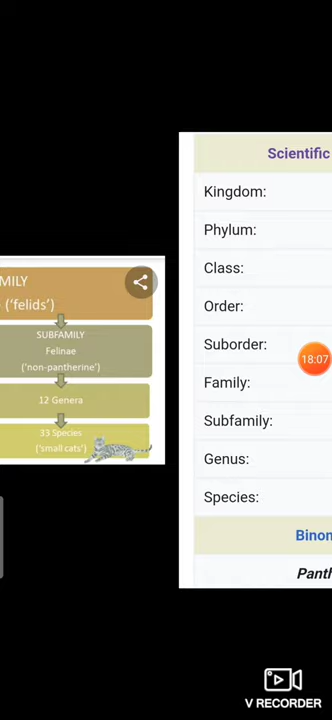 MILY
('felids')
SUBFAMILY
Felinae
('non-pantherine')
12 Genera
33 Species
('small cats')
Scientific
Kingdom:
Phylum:
Class:
Order:
Suborder:
Family:
Subfamily:
Genus:
Species:
Binom
Panth
18:07
V RECORDER